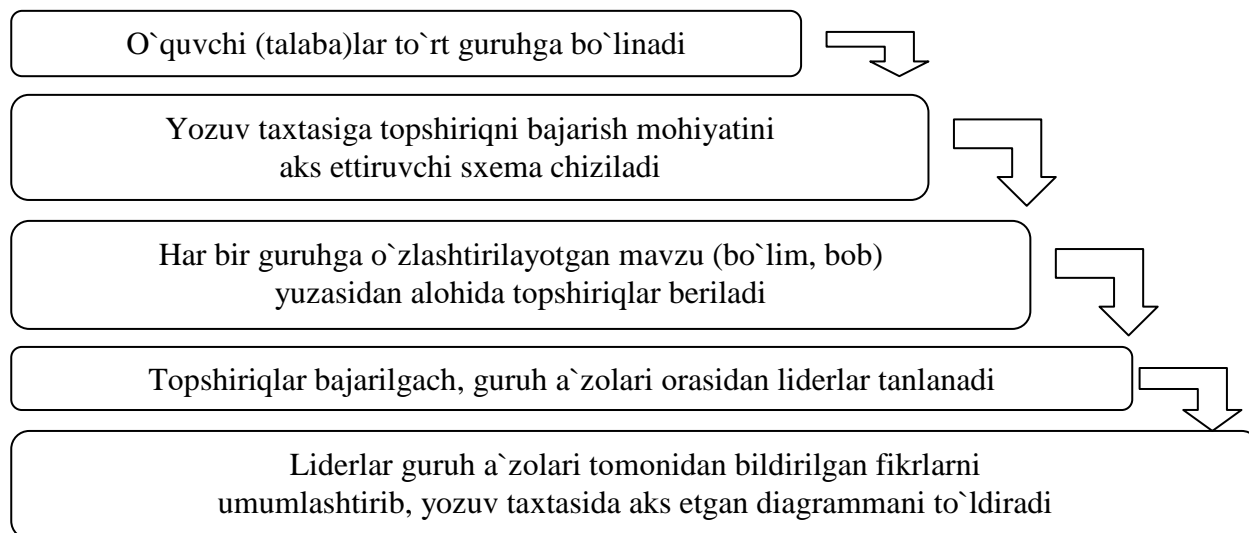 O`quvchi (talaba)lar to`rt guruhga bo`linadi
Yozuv taxtasiga topshiriqni bajarish mohiyatini
aks ettiruvchi sxema chiziladi
Har bir guruhga o`zlashtirilayotgan mavzu (bo`lim, bob)
yuzasidan alohida topshiriqlar beriladi
Topshiriqlar bajarilgach, guruh a`zolari orasidan liderlar tanlanadi
Liderlar guruh a`zolari tomonidan bildirilgan fikrlarni
umumlashtirib, yozuv taxtasida aks etgan diagrammani to`ldiradi